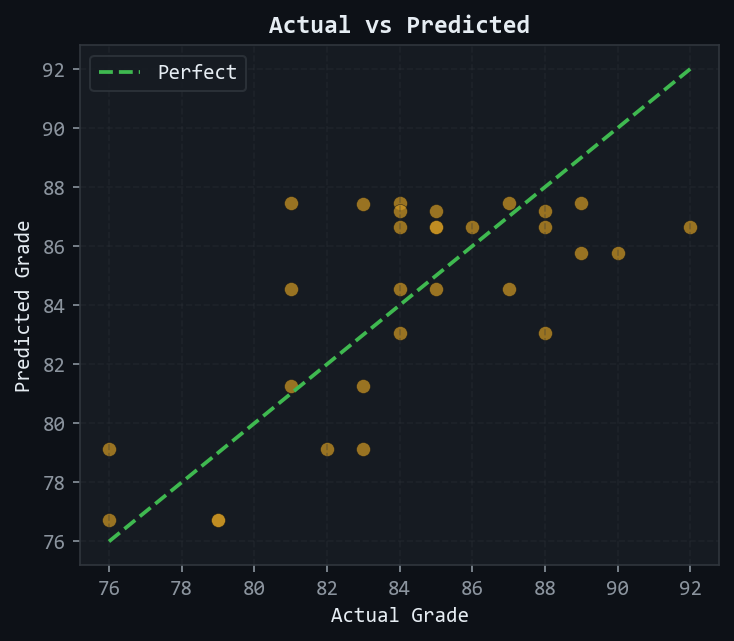 Actual vs Predicted
Perfect
92
90
88
86
84
82
80
78
76
Predicted Grade
76 78 80 82 84 86 88 90 92
Actual Grade